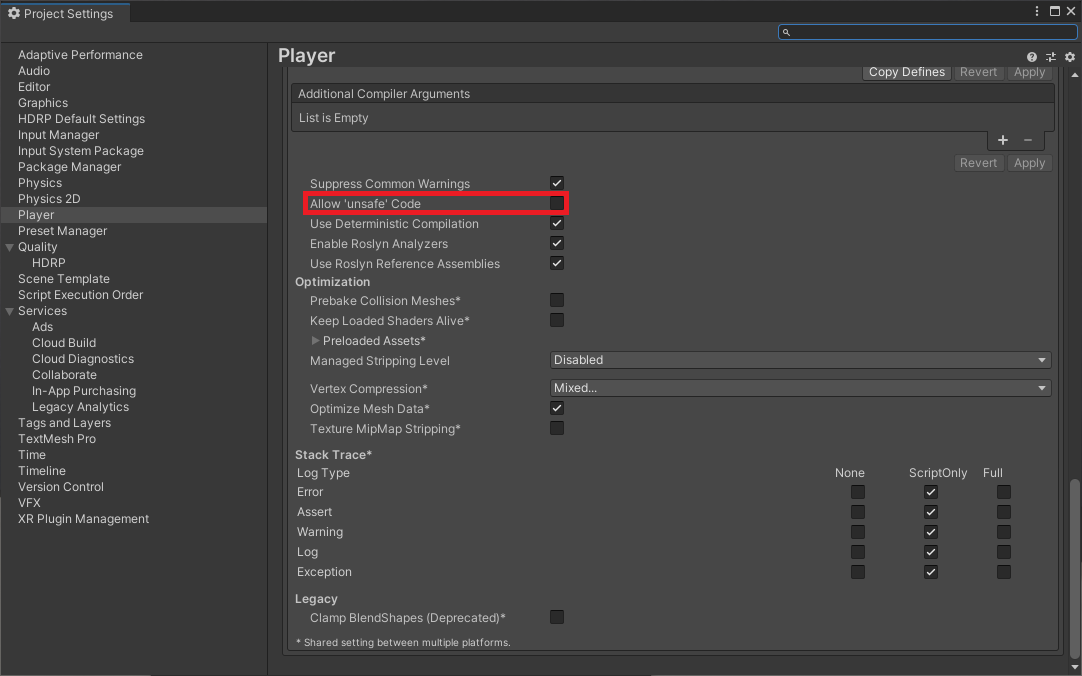 Project Settings
Adaptive Performance
Audio
Editor
Graphics
HDRP Default Settings
Input Manager
Input System Package
Package Manager
Physics
Physics 2D
Player
Preset Manager
Quality
HDRP
Scene Template
Script Execution Order
Services
Ads
Cloud Build
Cloud Diagnostics
Collaborate
In-App Purchasing
Legacy Analytics
Tags and Layers
TextMesh Pro
Time
Timeline
Version Control
VFX
XR Plugin Management
Player
Copy Defines Revert Apply
Additional Compiler Arguments
List is Empty
+ −
Revert Apply
Suppress Common Warnings
Allow 'unsafe' Code
Use Deterministic Compilation
Enable Roslyn Analyzers
Use Roslyn Reference Assemblies
Optimization
Prebake Collision Meshes*
Keep Loaded Shaders Alive*
Preloaded Assets*
Managed Stripping Level Disabled
Vertex Compression* Mixed...
Optimize Mesh Data*
Texture MipMap Stripping*
Stack Trace*
Log Type None ScriptOnly Full
Error
Assert
Warning
Log
Exception
Legacy
Clamp BlendShapes (Deprecated)*
* Shared setting between multiple platforms.